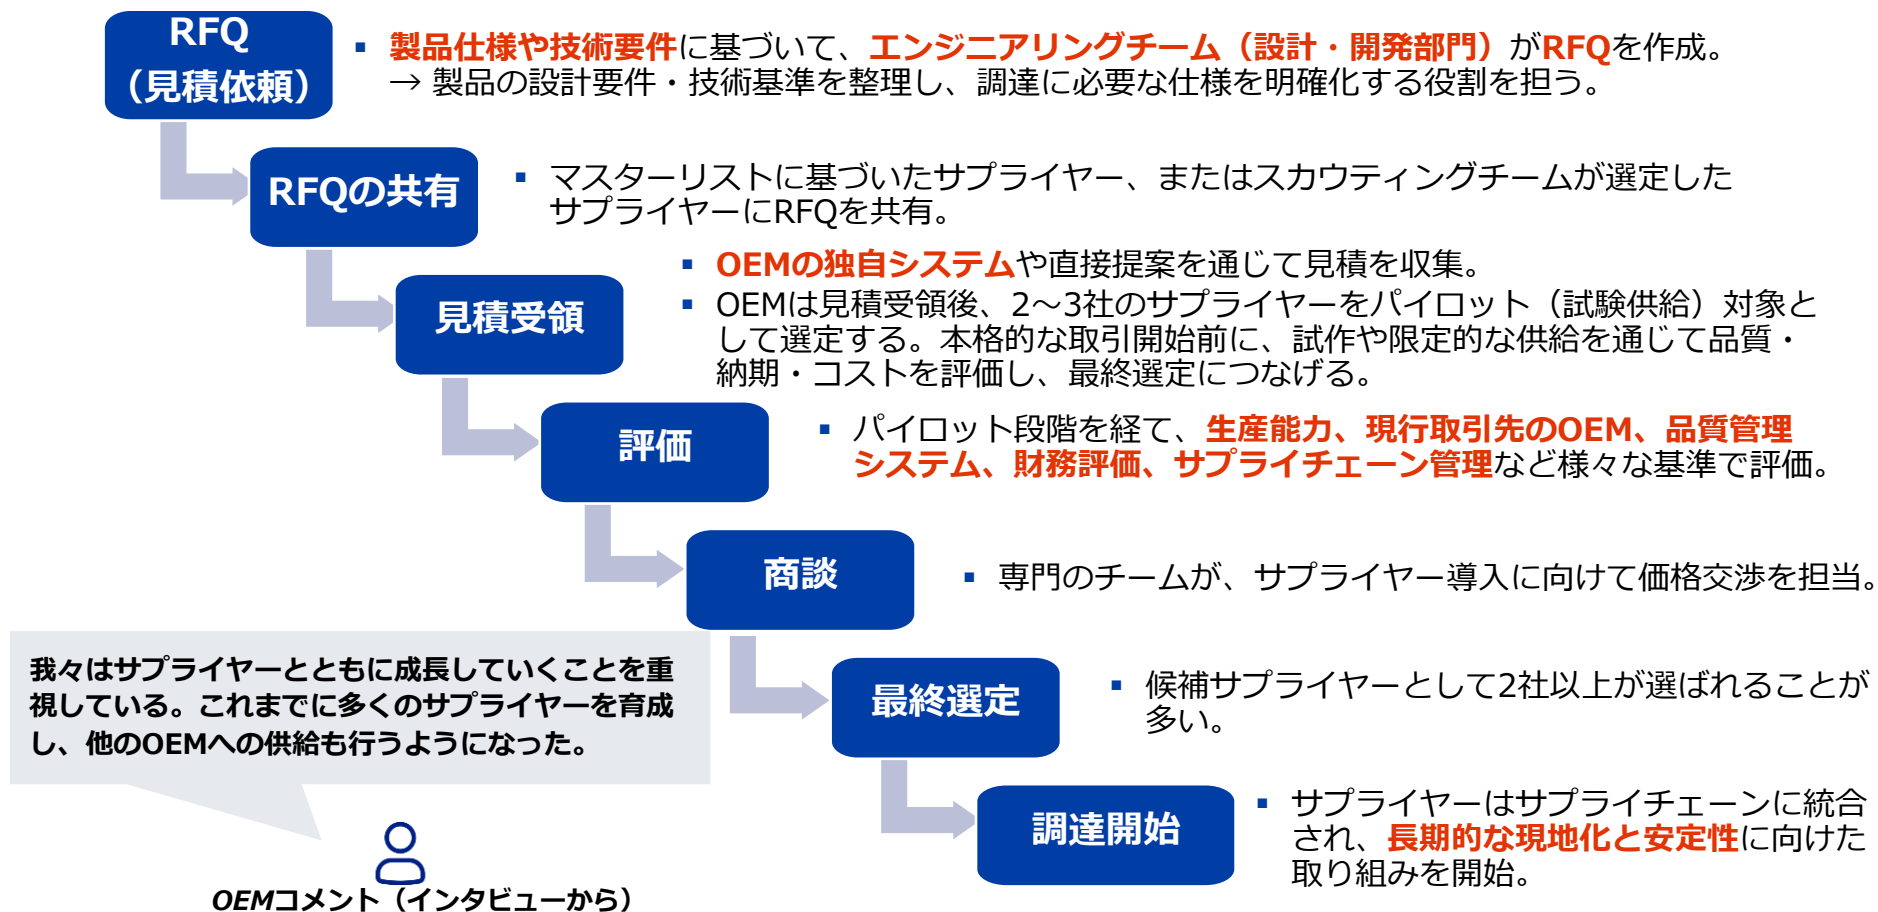 RFQ
（見積依頼）
▪ 製品仕様や技術要件に基づいて、エンジニアリングチーム（設計・開発部門）がRFQを作成。
→ 製品の設計要件・技術基準を整理し、調達に必要な仕様を明確化する役割を担う。
RFQの共有
▪ マスターリストに基づいたサプライヤー、またはスカウティングチームが選定した
サプライヤーにRFQを共有。
見積受領
▪ OEMの独自システムや直接提案を通じて見積を収集。
▪ OEMは見積受領後、2～3社のサプライヤーをパイロット（試験供給）対象と
して選定する。本格的な取引開始前に、試作や限定的な供給を通じて品質・
納期・コストを評価し、最終選定につなげる。
評価
▪ パイロット段階を経て、生産能力、現行取引先のOEM、品質管理
システム、財務評価、サプライチェーン管理など様々な基準で評価。
商談
▪ 専門のチームが、サプライヤー導入に向けて価格交渉を担当。
最終選定
▪ 候補サプライヤーとして2社以上が選ばれることが
多い。
調達開始
▪ サプライヤーはサプライチェーンに統合
され、長期的な現地化と安定性に向けた
取り組みを開始。
我々はサプライヤーとともに成長していくことを重
視している。これまでに多くのサプライヤーを育成
し、他のOEMへの供給も行うようになった。
OEMコメント（インタビューから）